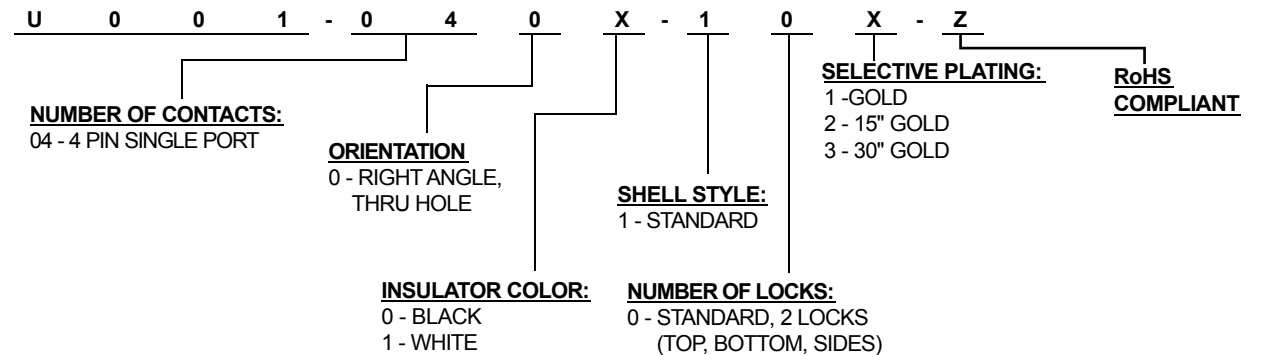 U 0 0 1 - 0 4 0 X - 1 0 X - Z
NUMBER OF CONTACTS:
04 - 4 PIN SINGLE PORT
ORIENTATION
0 - RIGHT ANGLE,
THRU HOLE
INSULATOR COLOR:
0 - BLACK
1 - WHITE
SHELL STYLE:
1 - STANDARD
NUMBER OF LOCKS:
0 - STANDARD, 2 LOCKS
(TOP, BOTTOM, SIDES)
SELECTIVE PLATING:
1 -GOLD
2 - 15" GOLD
3 - 30" GOLD
RoHS
COMPLIANT